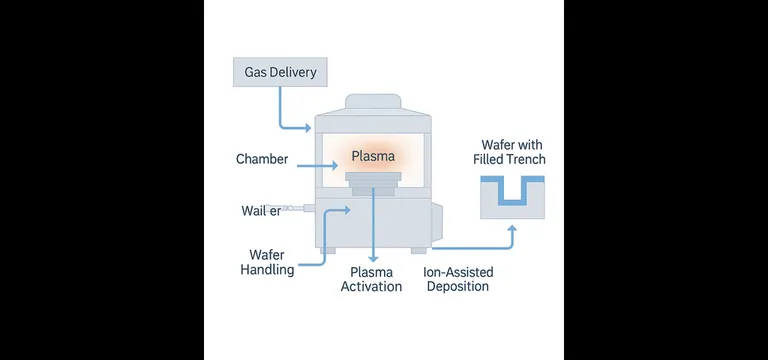 Gas Delivery
Chamber
Plasma
Wafer with
Filled Trench
Wail er
Wafer
Handling
Plasma
Activation
Ion-Assisted
Deposition